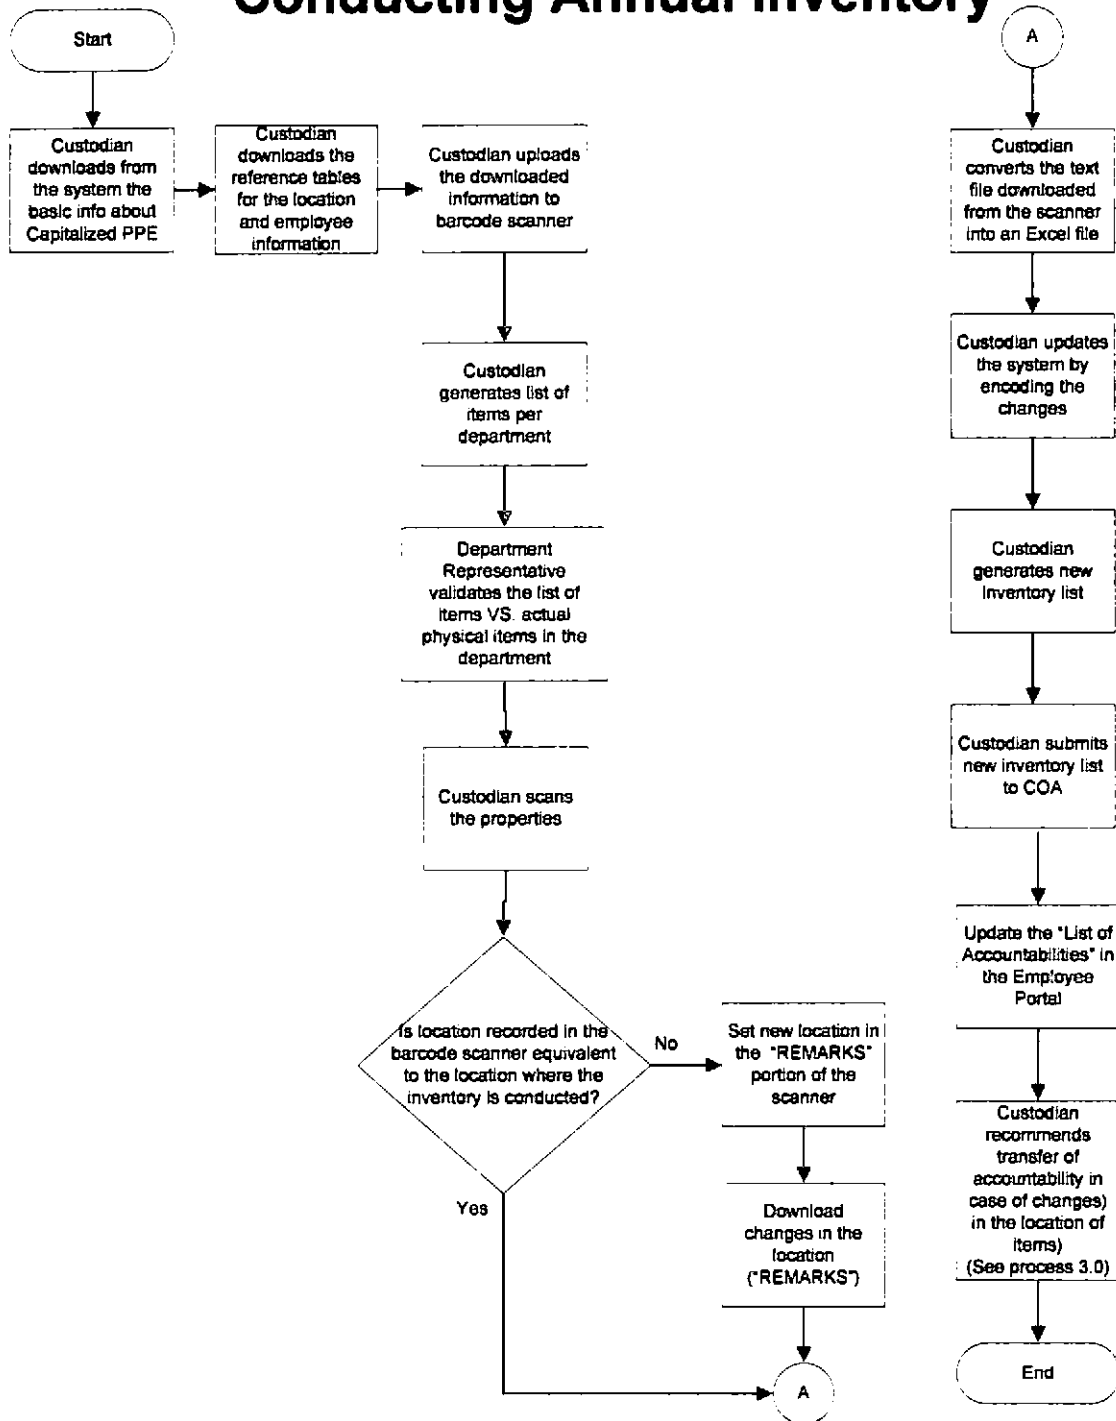 Conducting Annual Inventory
Start
Custodian
downloads from
the system the
basic info about
Capitalized PPE
Custodian
downloads the
reference tables
for the location
and employee
information
Custodian uploads
the downloaded
information to
barcode scanner
Custodian
generates list of
items per
department
Department
Representative
validates the list of
items VS. actual
physical items in the
department
Custodian scans
the properties
Is location recorded in the
barcode scanner equivalent
to the location where the
inventory is conducted?
No
Yes
Set new location in
the "REMARKS"
portion of the
scanner
Download
changes in the
location
("REMARKS")
A
A
Custodian
converts the text
file downloaded
from the scanner
into an Excel file
Custodian updates
the system by
encoding the
changes
Custodian
generates new
Inventory list
Custodian submits
new inventory list
to COA
Update the "List of
Accountabilities" in
the Employee
Portal
Custodian
recommends
transfer of
accountability in
case of changes)
in the location of
items)
(See process 3.0)
End